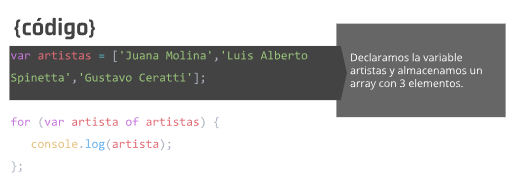 {código}
var artistas = ['Juana Molina','Luis Alberto
Spinetta','Gustavo Ceratti'];
Declaramos la variable
artistas y almacenamos un
array con 3 elementos.
for (var artista of artistas) {
console.log(artista);
};